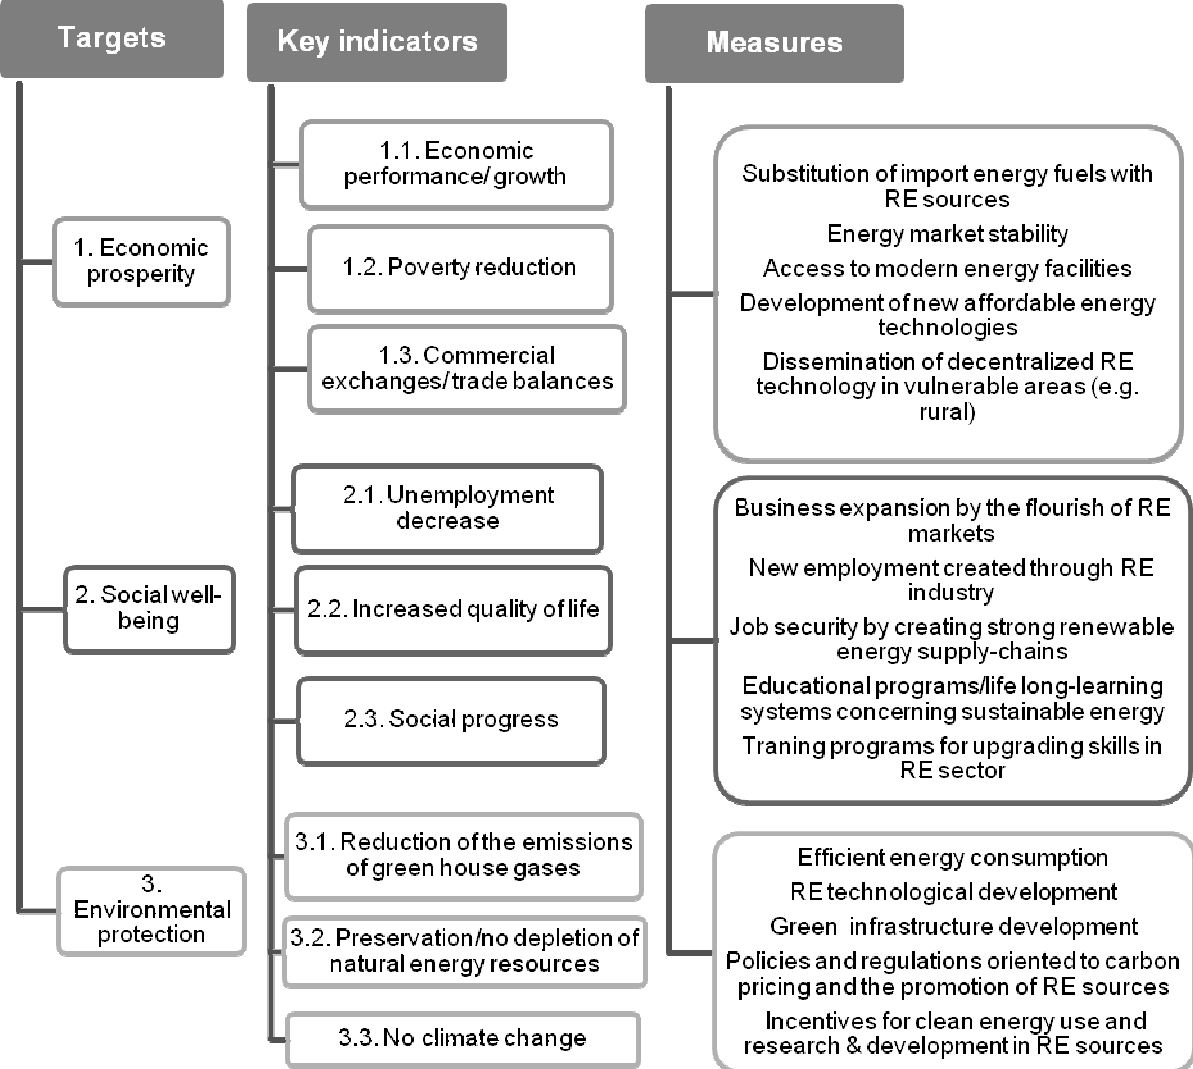 Targets
Key indicators
Measures
1. Economic
prosperity
2. Social well-
being
3.
Environmental
protection
1.1. Economic
performance/ growth
1.2. Poverty reduction
1.3. Commercial
exchanges/trade balances
2.1. Unemployment
decrease
2.2. Increased quality of life
2.3. Social progress
3.1. Reduction of the emissions
of green house gases
3.2. Preservation/no depletion of
natural energy resources
3.3. No climate change
Substitution of import energy fuels with
RE sources
Energy market stability
Access to modern energy facilities
Development of new affordable energy
technologies
Dissemination of decentralized RE
technology in vulnerable areas (e.g.
rural)
Business expansion by the flourish of RE
markets
New employment created through RE
industry
Job security by creating strong renewable
energy supply-chains
Educational programs/life long-learning
systems concerning sustainable energy
Traning programs for upgrading skills in
RE sector
Efficient energy consumption
RE technological development
Green infrastructure development
Policies and regulations oriented to carbon
pricing and the promotion of RE sources
Incentives for clean energy use and
research & development in RE sources